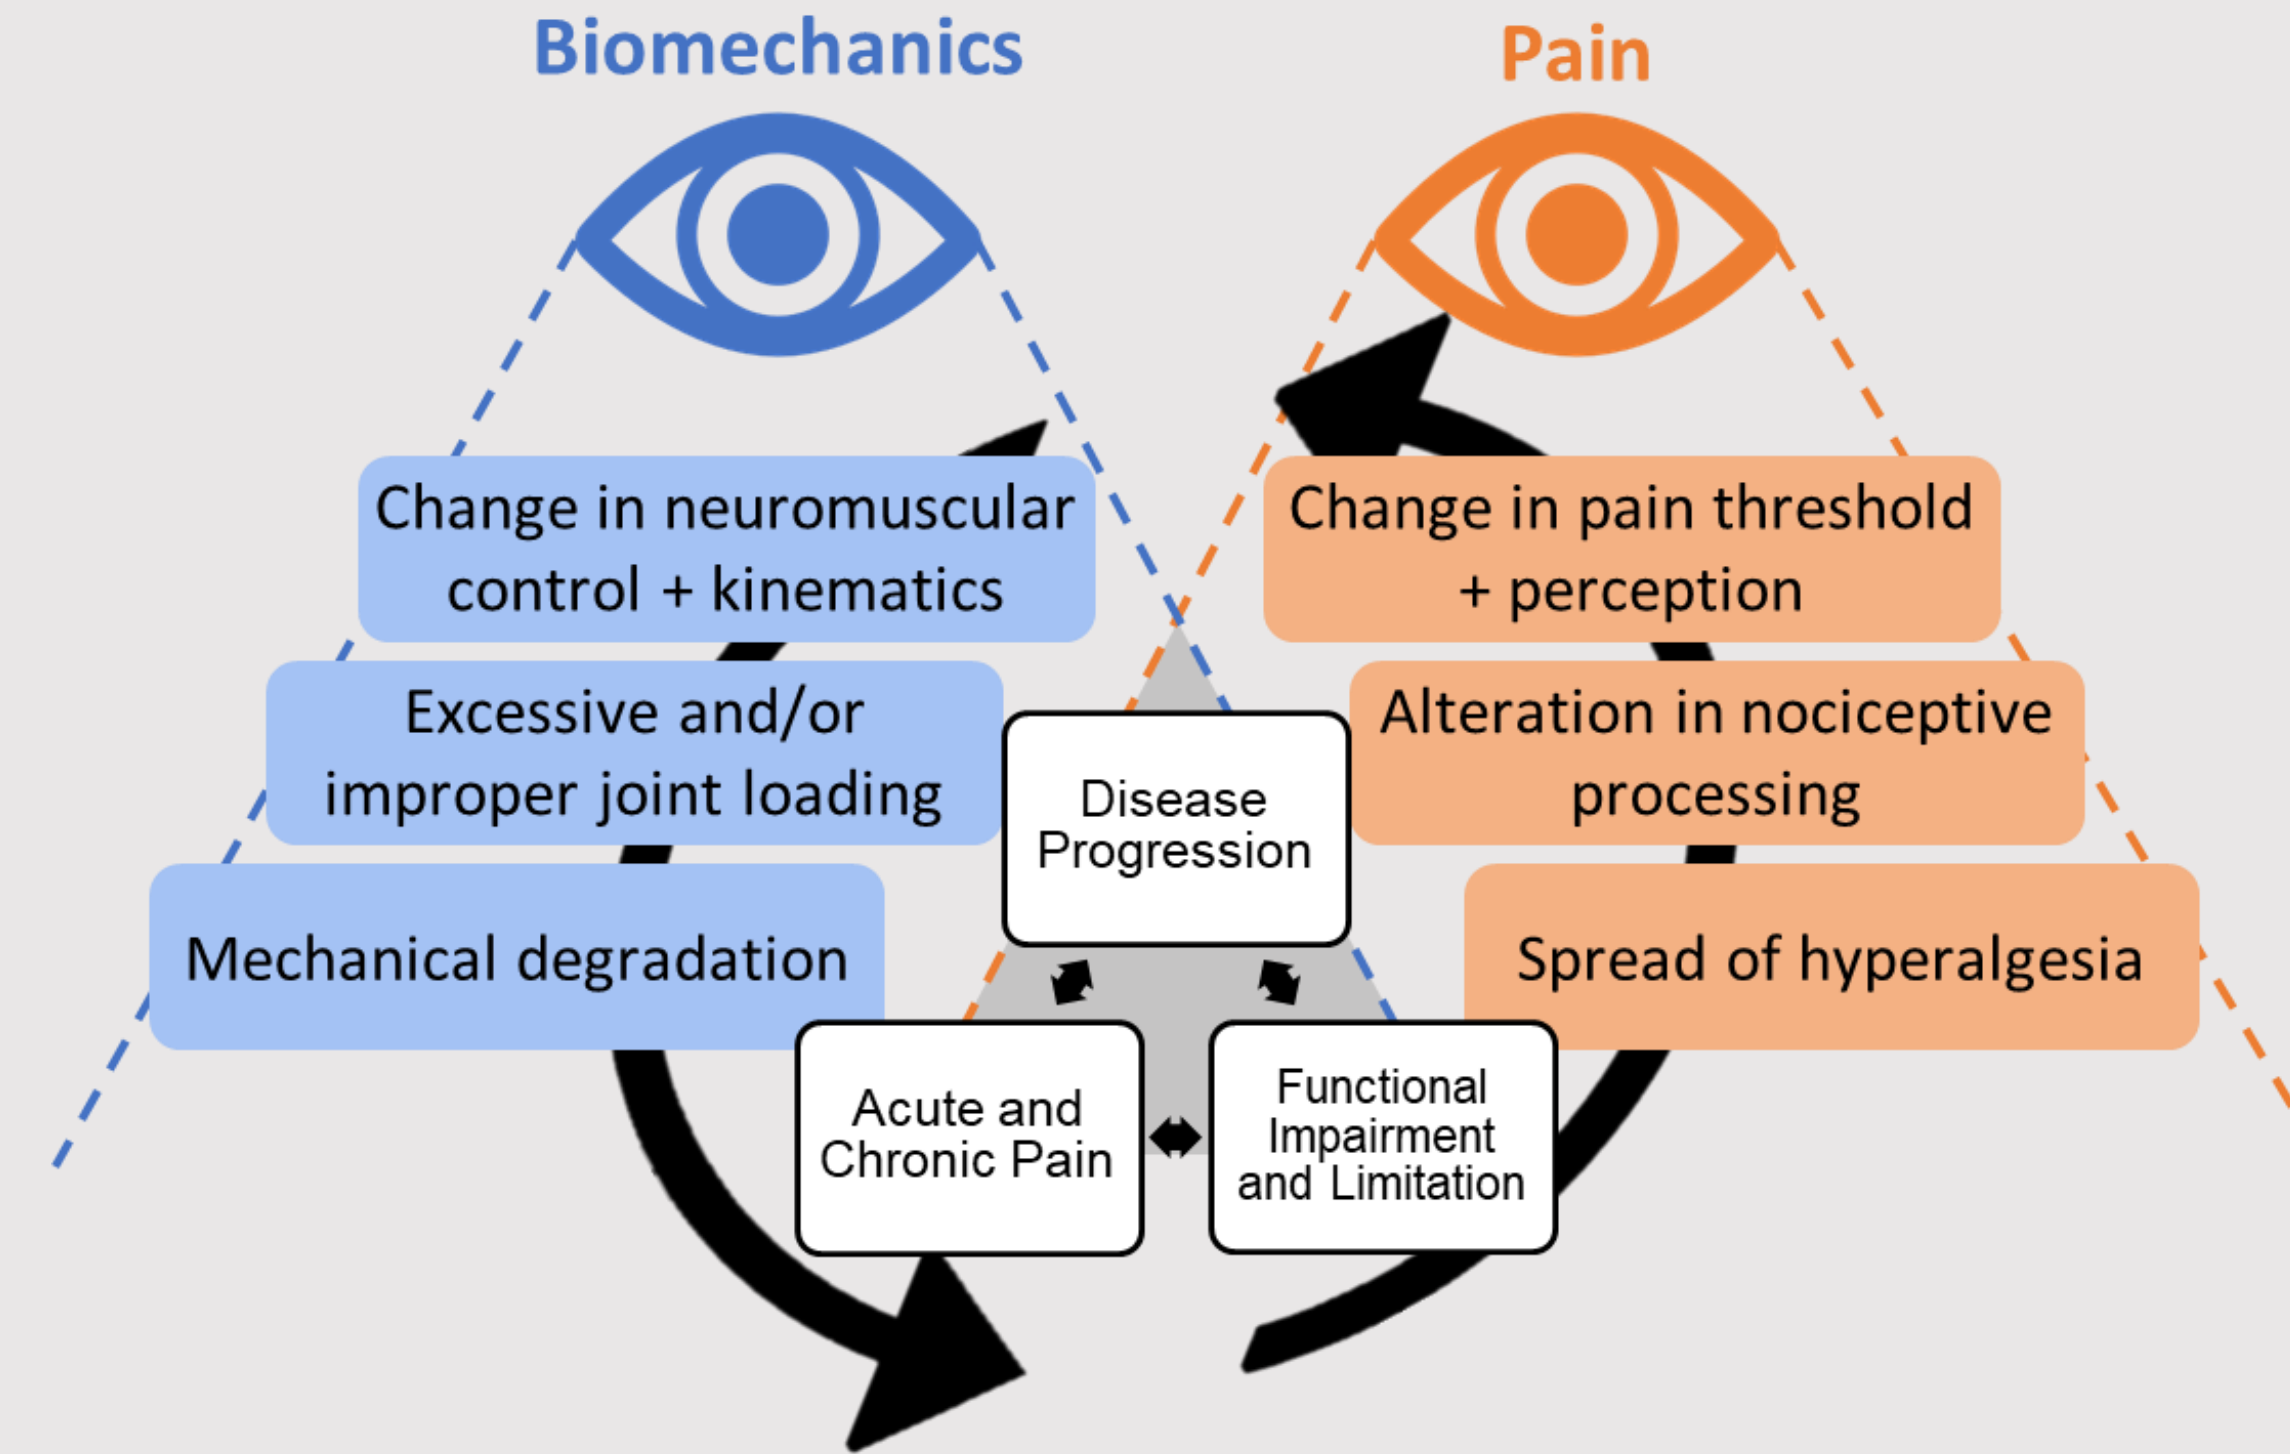 Biomechanics
Pain
Change in neuromuscular
control + kinematics
Excessive and/or
improper joint loading
Mechanical degradation
Change in pain threshold
+ perception
Alteration in nociceptive
processing
Spread of hyperalgesia
Disease
Progression
Acute and
Chronic Pain
Functional
Impairment
and Limitation